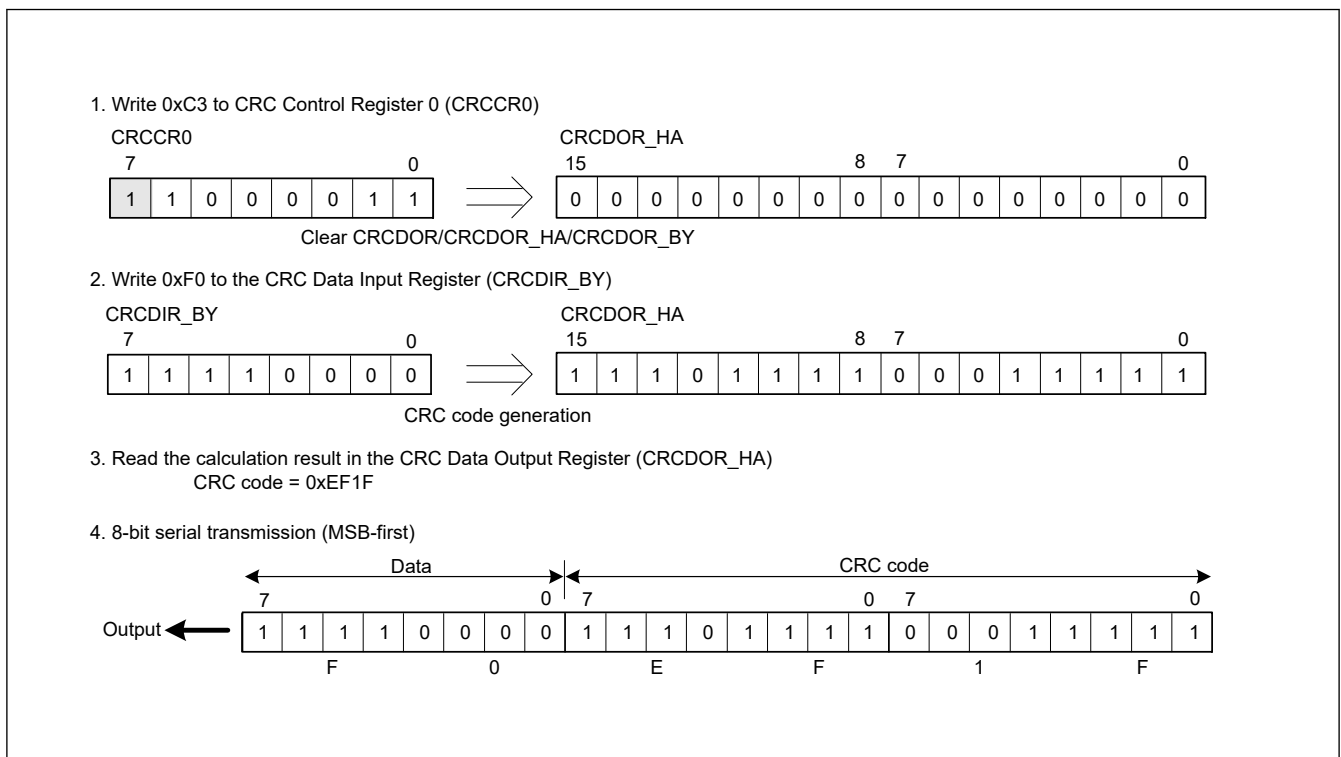 1. Write 0xC3 to CRC Control Register 0 (CRCCR0)
CRCCR0 CRCDOR_HA
7 0 15 8 7 0
1 1 0 0 0 0 1 1 0 0 0 0 0 0 0 0 0 0 0 0 0 0 0 0
Clear CRCDOR/CRCDOR_HA/CRCDOR_BY
2. Write 0xF0 to the CRC Data Input Register (CRCDIR_BY)
CRCDIR_BY CRCDOR_HA
7 0 15 8 7 0
1 1 1 1 0 0 0 0 1 1 1 0 1 1 1 1 0 0 0 1 1 1 1 1
CRC code generation
3. Read the calculation result in the CRC Data Output Register (CRCDOR_HA)
CRC code = 0xEF1F
4. 8-bit serial transmission (MSB-first)
Data CRC code
7 0 7 0 7 0
Output 1 1 1 1 0 0 0 0 1 1 1 0 1 1 1 1 0 0 0 1 1 1 1 1
F 0 E F 1 F